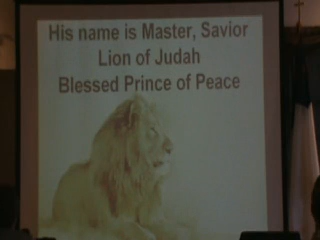 His name is Master, Savior
Lion of Judah
Blessed Prince of Peace